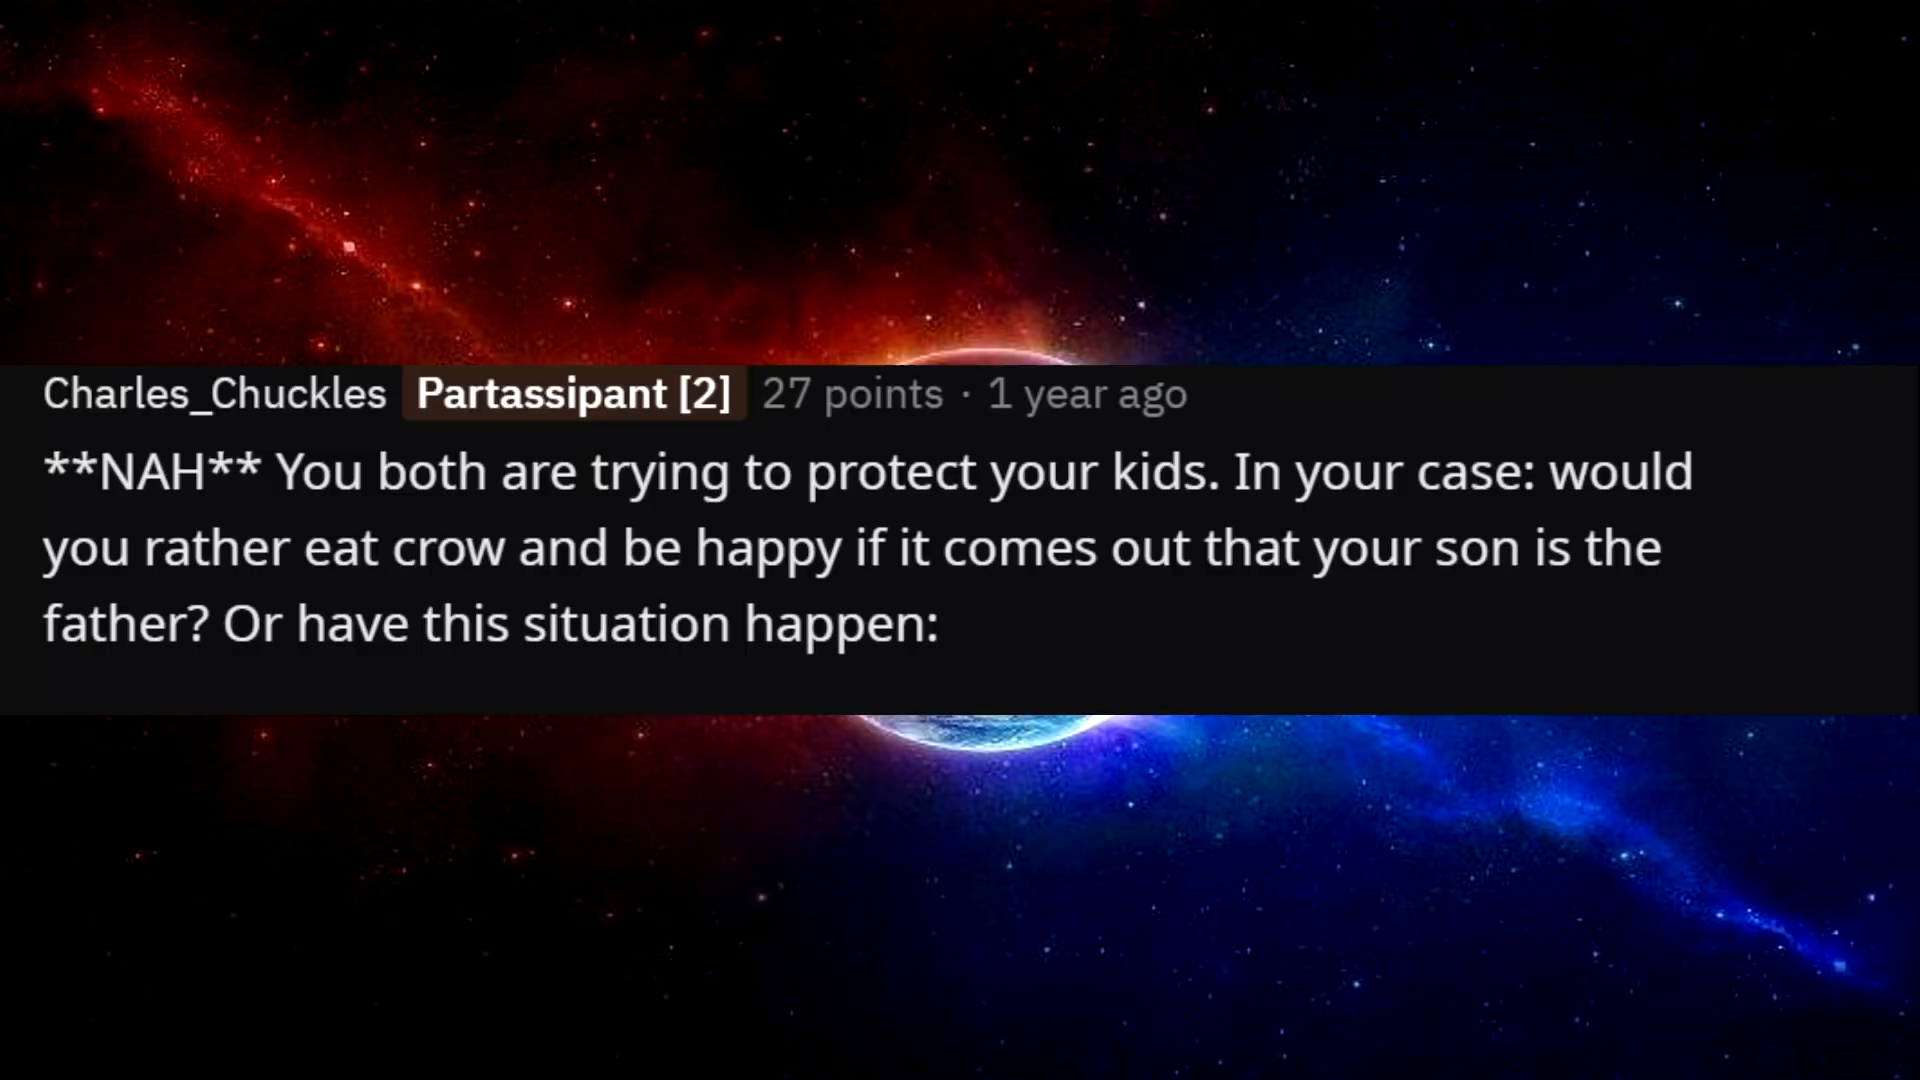 Charles_Chuckles Partassipant [2] 27 points · 1 year ago
**NAH** You both are trying to protect your kids. In your case: would
you rather eat crow and be happy if it comes out that your son is the
father? Or have this situation happen: